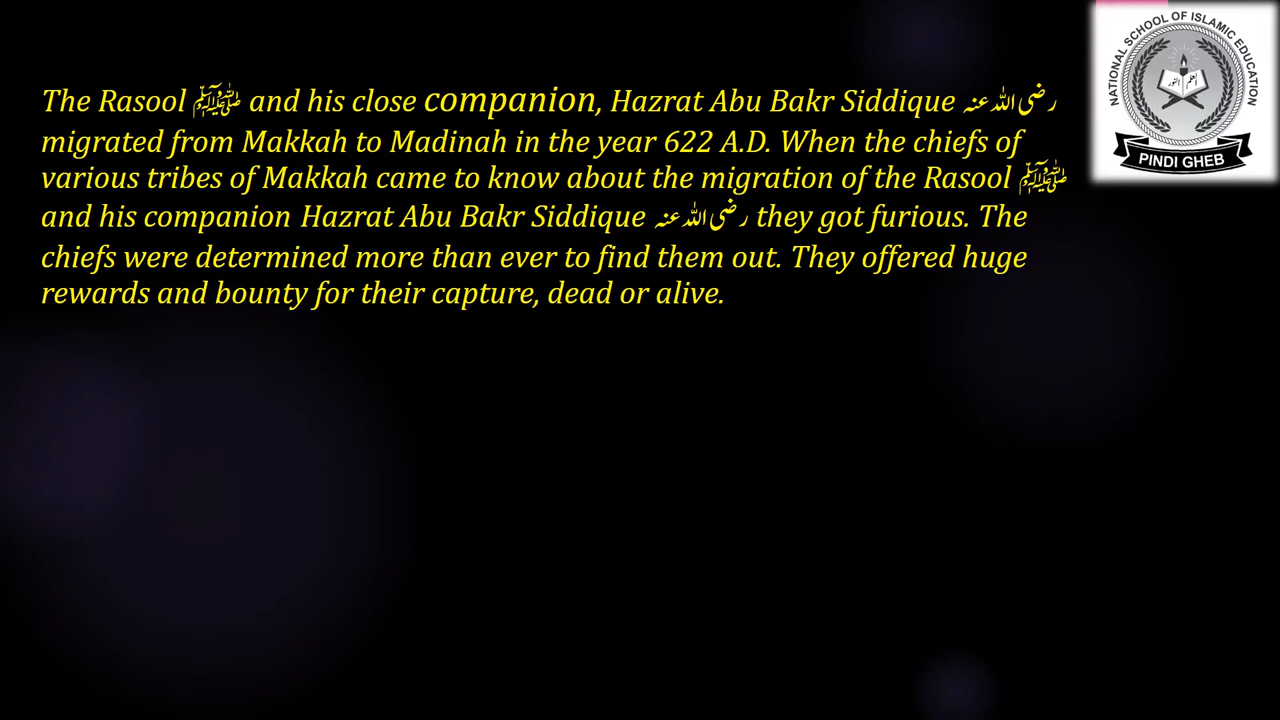 The Rasool ﷺ and his close companion, Hazrat Abu Bakr Siddique رضی اللہ عنہ
migrated from Makkah to Madinah in the year 622 A.D. When the chiefs of
various tribes of Makkah came to know about the migration of the Rasool ﷺ
and his companion Hazrat Abu Bakr Siddique رضی اللہ عنہ they got furious. The
chiefs were determined more than ever to find them out. They offered huge
rewards and bounty for their capture, dead or alive.
NATIONAL SCHOOL OF ISLAMIC EDUCATION
PINDI GHEB